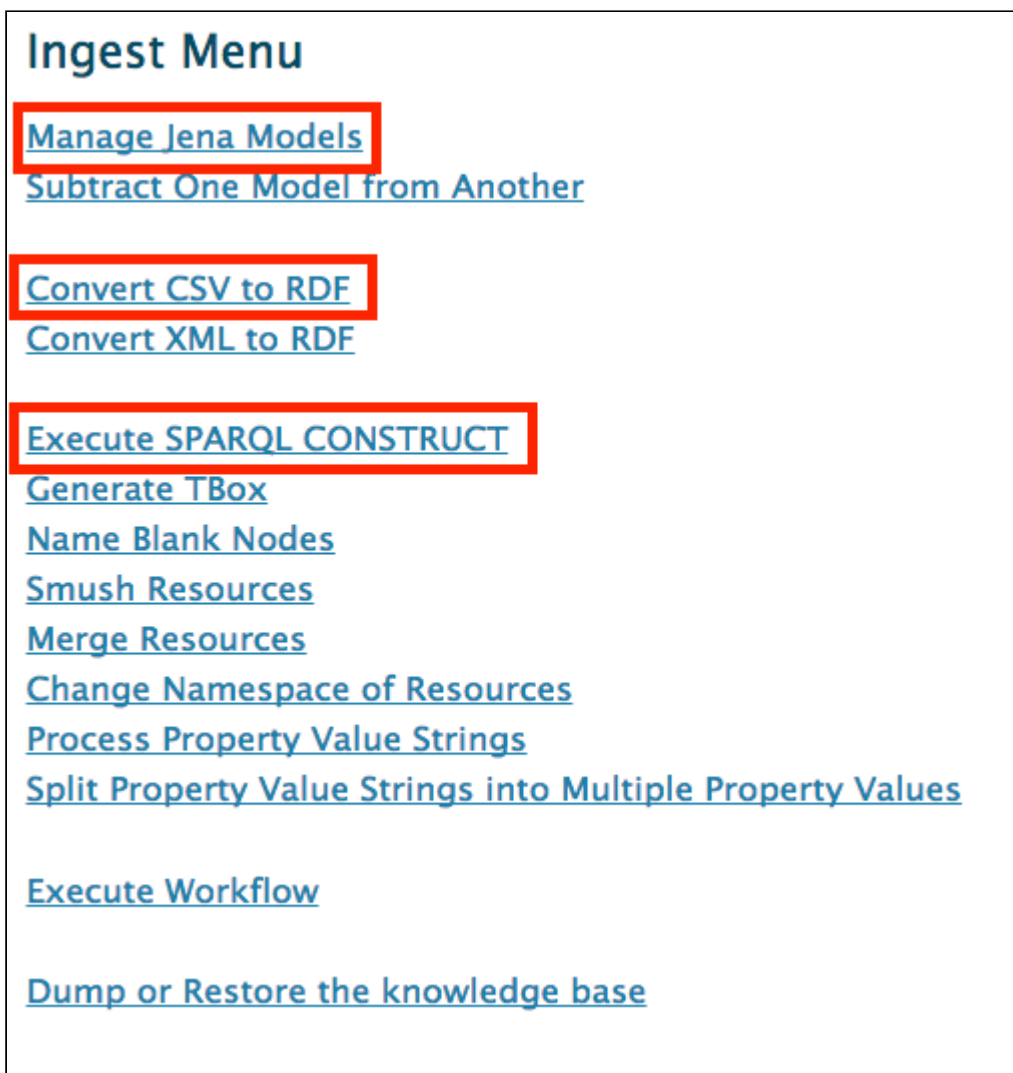 Ingest Menu
Manage Jena Models
Subtract One Model from Another
Convert CSV to RDF
Convert XML to RDF
Execute SPARQL CONSTRUCT
Generate TBox
Name Blank Nodes
Smush Resources
Merge Resources
Change Namespace of Resources
Process Property Value Strings
Split Property Value Strings into Multiple Property Values
Execute Workflow
Dump or Restore the knowledge base